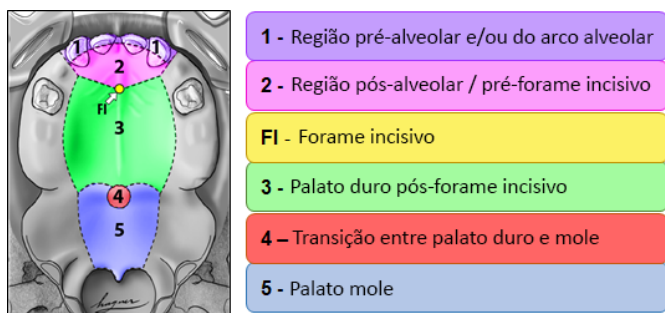 1
1
2
FI
3
4
5
hagner
1 - Região pré-alveolar e/ou do arco alveolar
2 - Região pós-alveolar / pré-forame incisivo
FI - Forame incisivo
3 - Palato duro pós-forame incisivo
4 – Transição entre palato duro e mole
5 - Palato mole